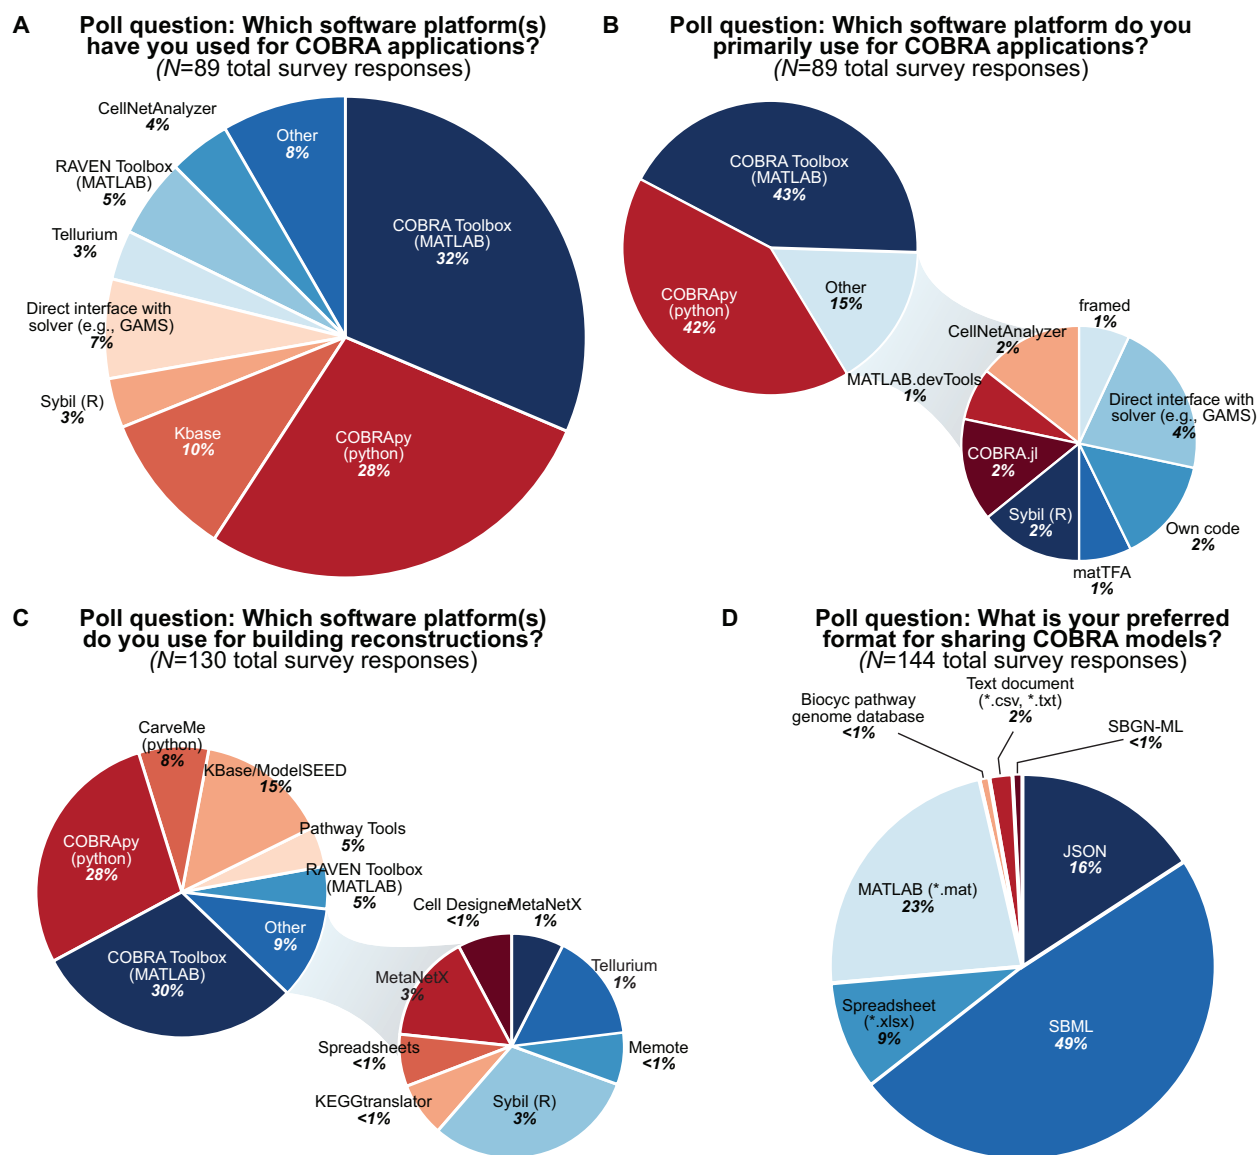 A
Poll question: Which software platform(s)
have you used for COBRA applications?
(N=89 total survey responses)
CellNetAnalyzer
4%
Other
8%
RAVEN Toolbox
(MATLAB)
5%
COBRA Toolbox
(MATLAB)
32%
Tellurium
3%
Direct interface with
solver (e.g., GAMS)
7%
Sybil (R)
3%
Kbase
10%
COBRApy
(python)
28%
B
Poll question: Which software platform do you
primarily use for COBRA applications?
(N=89 total survey responses)
COBRA Toolbox
(MATLAB)
43%
COBRApy
(python)
42%
Other
15%
framed
1%
CellNetAnalyzer
2%
MATLAB.devTools
1%
Direct interface with
solver (e.g., GAMS)
4%
COBRA.jl
2%
Sybil (R)
2%
Own code
2%
matTFA
1%
C
Poll question: Which software platform(s)
do you use for building reconstructions?
(N=130 total survey responses)
CarveMe
(python)
8%
KBase/ModelSEED
15%
COBRApy
(python)
28%
Pathway Tools
5%
RAVEN Toolbox
(MATLAB)
5%
Other
9%
COBRA Toolbox
(MATLAB)
30%
Cell Designer
<1%
MetaNetX
1%
MetaNetX
3%
Tellurium
1%
Spreadsheets
<1%
Memote
<1%
KEGGtranslator
<1%
Sybil (R)
3%
D
Poll question: What is your preferred
format for sharing COBRA models?
(N=144 total survey responses)
Text document
(*.csv, *.txt)
2%
Biocyc pathway
genome database
<1%
SBGN-ML
<1%
JSON
16%
MATLAB (*.mat)
23%
Spreadsheet
(*.xlsx)
9%
SBML
49%